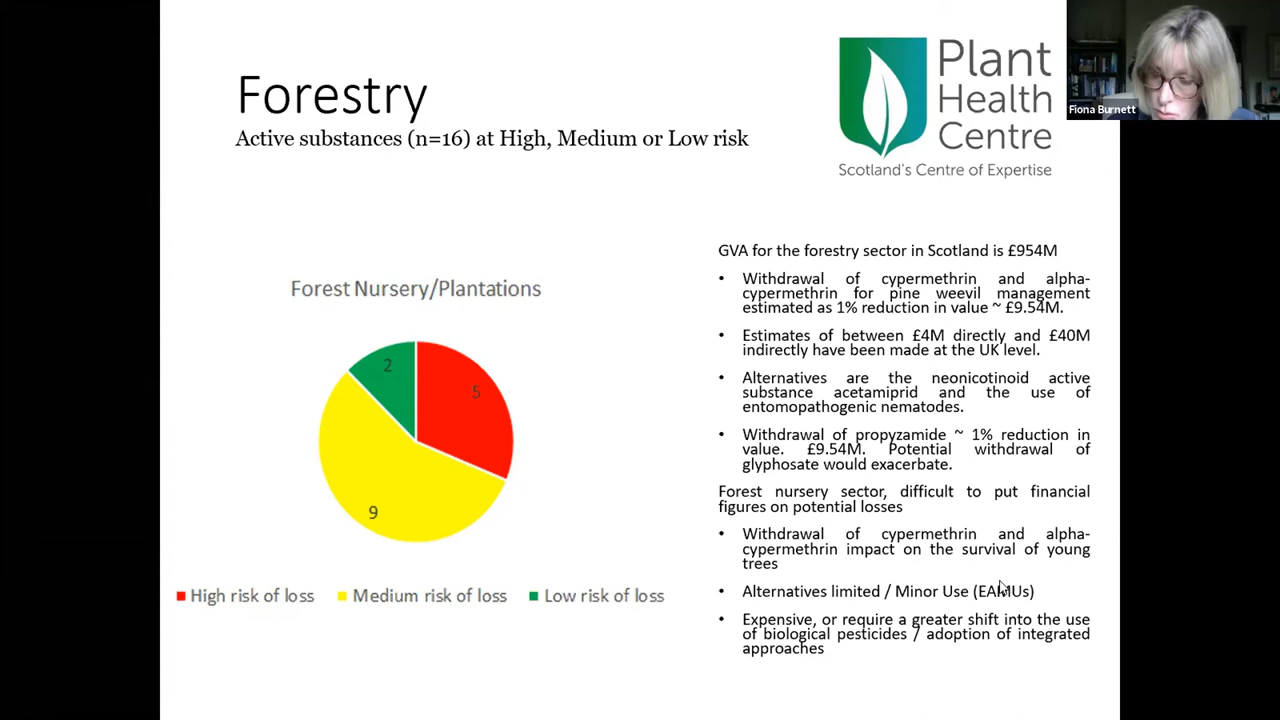 Forestry
Active substances (n=16) at High, Medium or Low risk
Plant
Health
Centre
Scotland's Centre of Expertise
Fiona Burnett
Forest Nursery/Plantations
2
5
9
High risk of loss
Medium risk of loss
Low risk of loss
GVA for the forestry sector in Scotland is £954M
• Withdrawal of cypermethrin and alpha-
cypermethrin for pine weevil management
estimated as 1% reduction in value ~ £9.54M.
• Estimates of between £4M directly and £40M
indirectly have been made at the UK level.
• Alternatives are the neonicotinoid active
substance acetamiprid and the use of
entomopathogenic nematodes.
• Withdrawal of propyzamide ~ 1% reduction in
value. £9.54M. Potential withdrawal of
glyphosate would exacerbate.
Forest nursery sector, difficult to put financial
figures on potential losses
• Withdrawal of cypermethrin and alpha-
cypermethrin impact on the survival of young
trees
• Alternatives limited / Minor Use (EAMUs)
• Expensive, or require a greater shift into the use
of biological pesticides / adoption of integrated
approaches